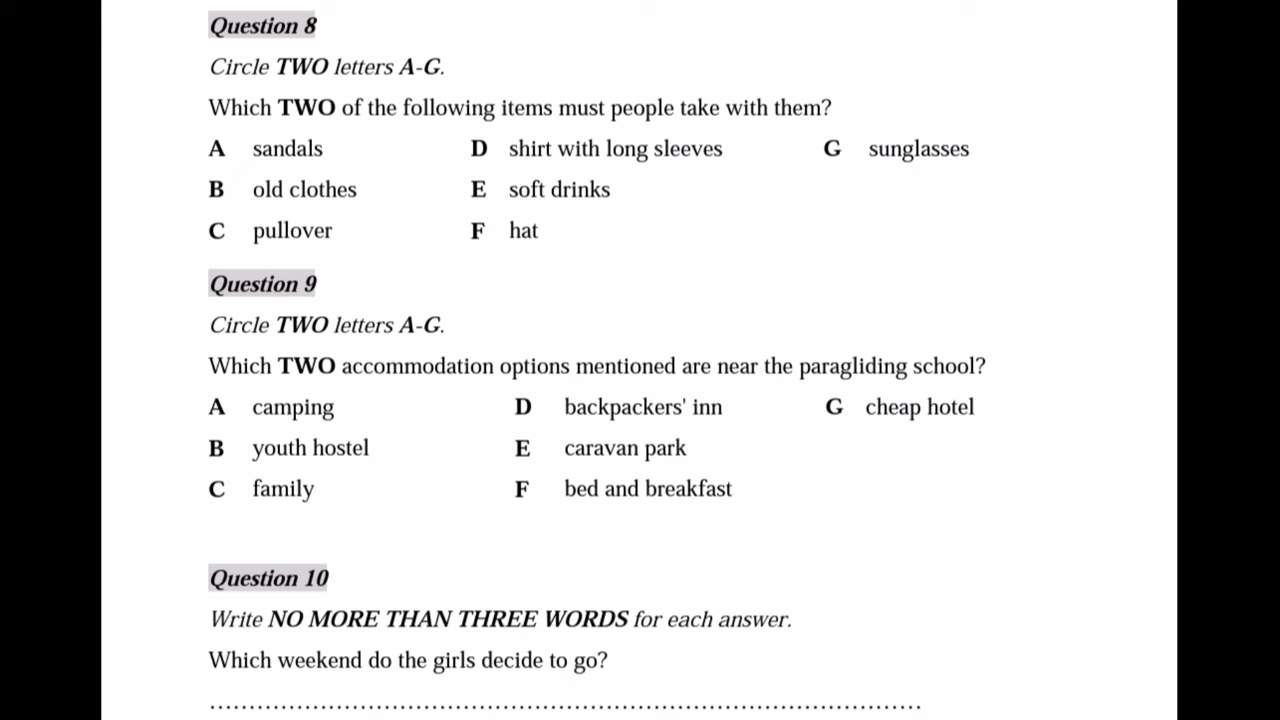 Question 8
Circle TWO letters A-G.
Which TWO of the following items must people take with them?
A sandals D shirt with long sleeves G sunglasses
B old clothes E soft drinks
C pullover F hat
Question 9
Circle TWO letters A-G.
Which TWO accommodation options mentioned are near the paragliding school?
A camping D backpackers' inn G cheap hotel
B youth hostel E caravan park
C family F bed and breakfast
Question 10
Write NO MORE THAN THREE WORDS for each answer.
Which weekend do the girls decide to go?
..........................................................................................